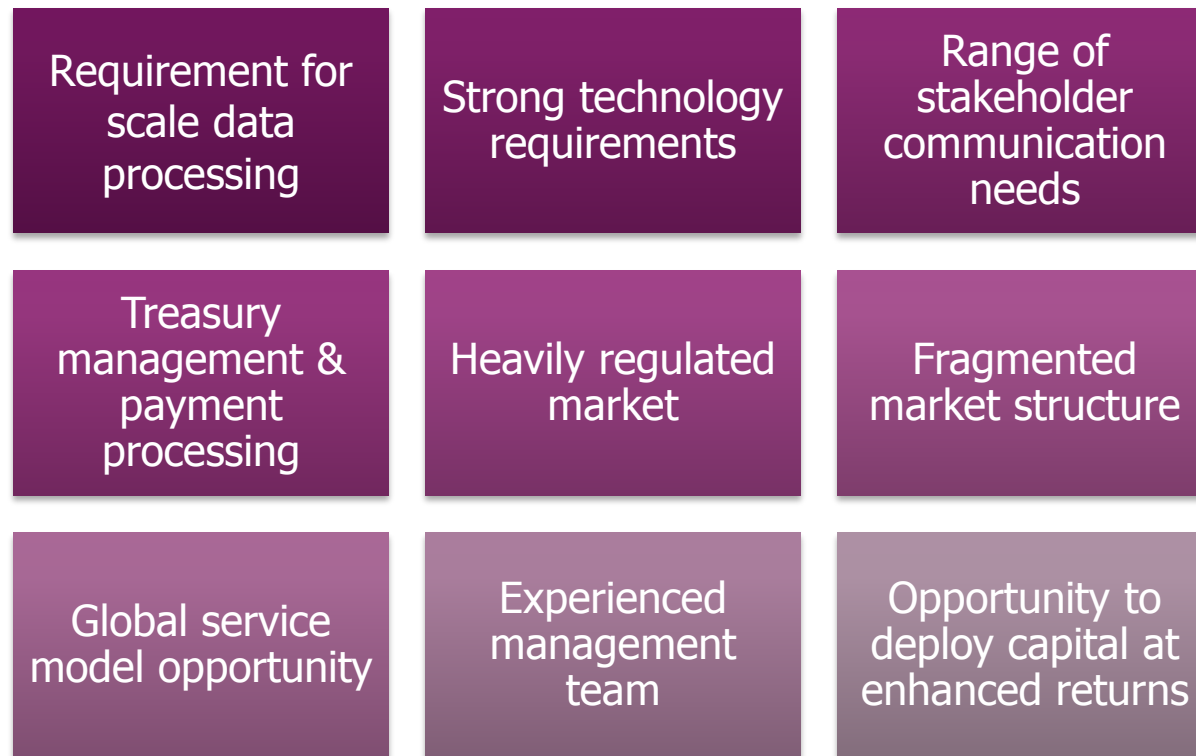 Requirement for
scale data
processing
Strong technology
requirements
Range of
stakeholder
communication
needs
Treasury
management &
payment
processing
Heavily regulated
market
Fragmented
market structure
Global service
model opportunity
Experienced
management
team
Opportunity to
deploy capital at
enhanced returns